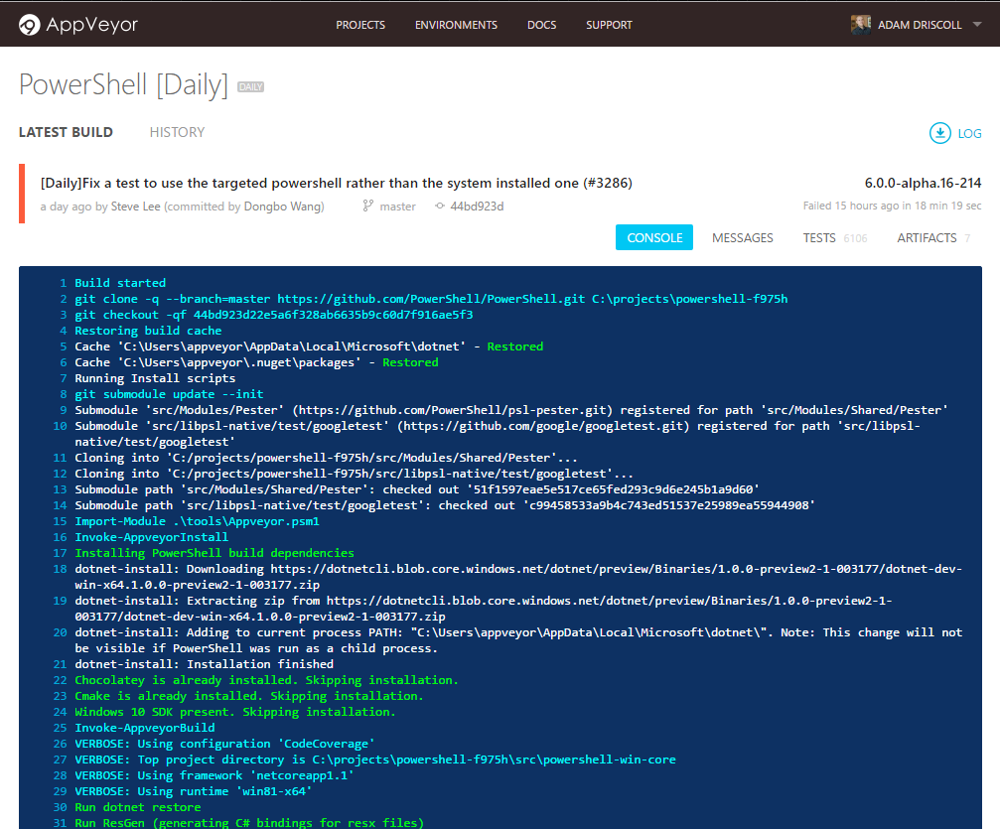 AppVeyor
PROJECTS ENVIRONMENTS DOCS SUPPORT ADAM DRISCOLL
PowerShell [Daily] DAILY
LATEST BUILD HISTORY LOG
[Daily]Fix a test to use the targeted powershell rather than the system installed one (#3286) 6.0.0-alpha.16-214
a day ago by Steve Lee (committed by Dongbo Wang) master 44bd923d Failed 15 hours ago in 18 min 19 sec
CONSOLE MESSAGES TESTS 6106 ARTIFACTS 7
1 Build started
2 git clone -q --branch=master https://github.com/PowerShell/PowerShell.git C:\projects\powershell-f975h
3 git checkout -qf 44bd923d22e5a6f328ab6635b9c60d7f916ae5f3
4 Restoring build cache
5 Cache 'C:\Users\appveyor\AppData\Local\Microsoft\dotnet' - Restored
6 Cache 'C:\Users\appveyor\.nuget\packages' - Restored
7 Running Install scripts
8 git submodule update --init
9 Submodule 'src/Modules/Pester' (https://github.com/PowerShell/psl-pester.git) registered for path 'src/Modules/Shared/Pester'
10 Submodule 'src/libpsl-native/test/googletest' (https://github.com/google/googletest.git) registered for path 'src/libpsl-
native/test/googletest'
11 Cloning into 'C:/projects/powershell-f975h/src/Modules/Shared/Pester'...
12 Cloning into 'C:/projects/powershell-f975h/src/libpsl-native/test/googletest'...
13 Submodule path 'src/Modules/Shared/Pester': checked out '51f1597eae5e517ce65fed293c9d6e245b1a9d60'
14 Submodule path 'src/libpsl-native/test/googletest': checked out 'c99458533a9b4c743ed51537e25989ea55944908'
15 Import-Module .\tools\Appveyor.psm1
16 Invoke-AppveyorInstall
17 Installing PowerShell build dependencies
18 dotnet-install: Downloading https://dotnetcli.blob.core.windows.net/dotnet/preview/Binaries/1.0.0-preview2-1-003177/dotnet-dev-
win-x64.1.0.0-preview2-1-003177.zip
19 dotnet-install: Extracting zip from https://dotnetcli.blob.core.windows.net/dotnet/preview/Binaries/1.0.0-preview2-1-
003177/dotnet-dev-win-x64.1.0.0-preview2-1-003177.zip
20 dotnet-install: Adding to current process PATH: "C:\Users\appveyor\AppData\Local\Microsoft\dotnet\". Note: This change will not
be visible if PowerShell was run as a child process.
21 dotnet-install: Installation finished
22 Chocolatey is already installed. Skipping installation.
23 Cmake is already installed. Skipping installation.
24 Windows 10 SDK present. Skipping installation.
25 Invoke-AppveyorBuild
26 VERBOSE: Using configuration 'CodeCoverage'
27 VERBOSE: Top project directory is C:\projects\powershell-f975h\src\powershell-win-core
28 VERBOSE: Using framework 'netcoreapp1.1'
29 VERBOSE: Using runtime 'win81-x64'
30 Run dotnet restore
31 Run ResGen (generating C# bindings for resx files)